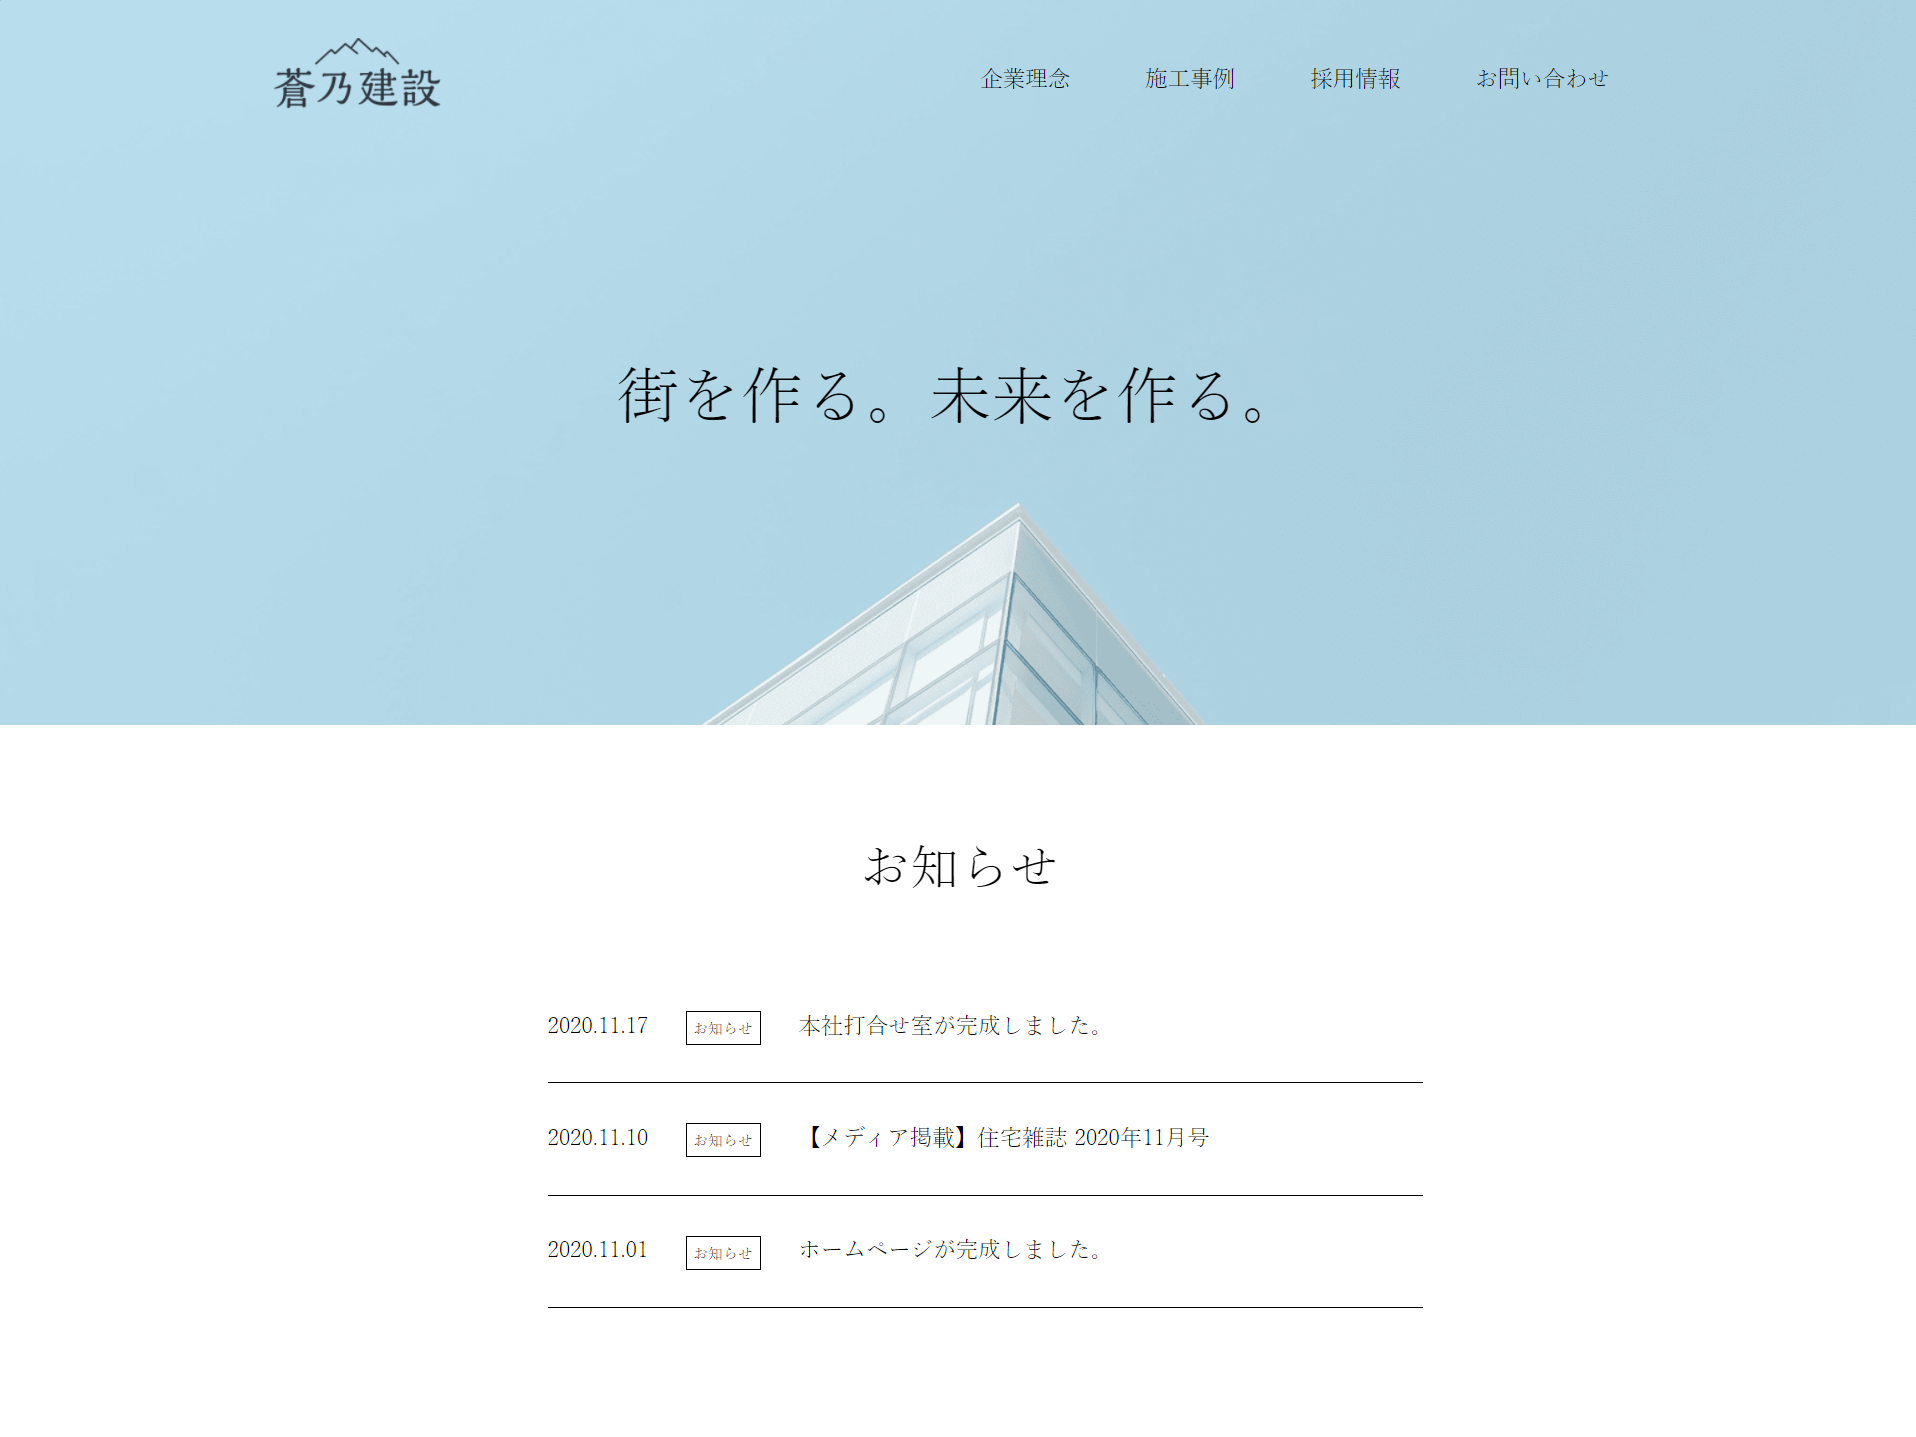 蒼乃建設
企業理念 施工事例 採用情報 お問い合わせ
街を作る。未来を作る。
お知らせ
2020.11.17 お知らせ 本社打合せ室が完成しました。
2020.11.10 お知らせ 【メディア掲載】住宅雑誌 2020年11月号
2020.11.01 お知らせ ホームページが完成しました。